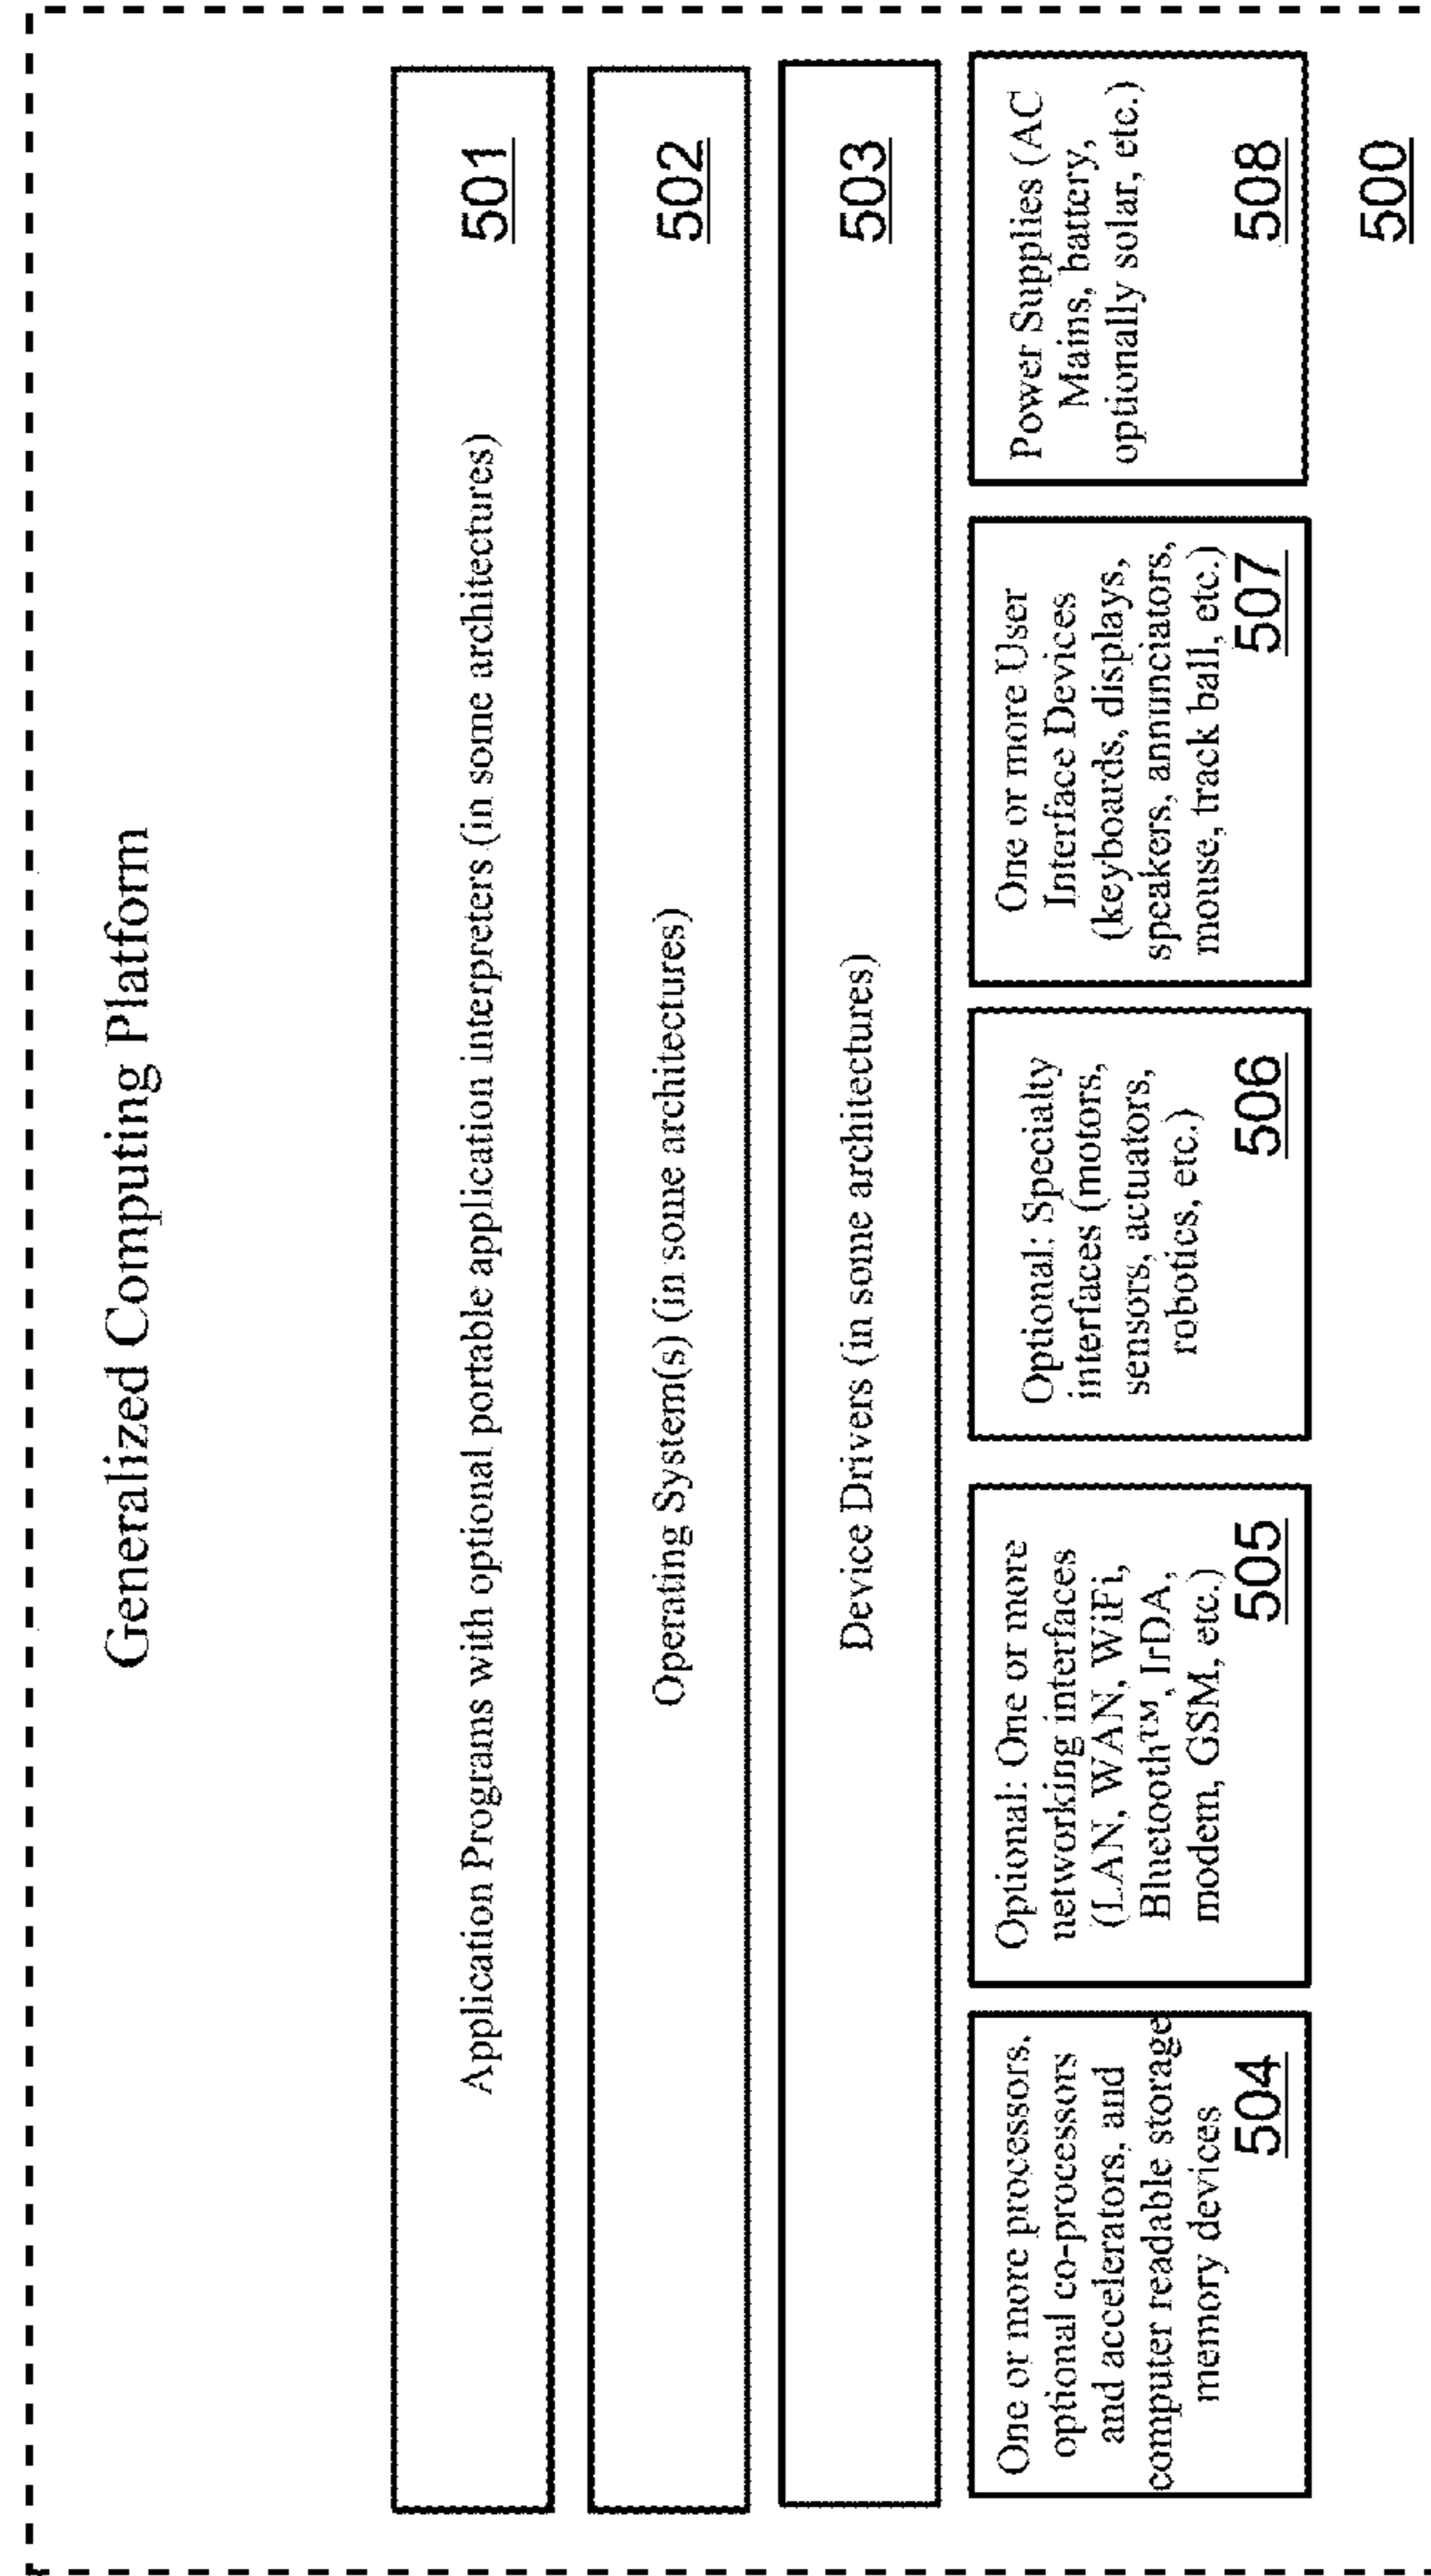 Generalized Computing Platform
Application Programs with optional portable application interpreters (in some architectures)
501
Operating System(s) (in some architectures)
502
Device Drivers (in some architectures)
503
One or more processors,
optional co-processors
and accelerators, and
computer readable storage
memory devices
504
Optional: One or more
networking interfaces
(LAN, WAN, WiFi,
Bluetooth™, IrDA,
modem, GSM, etc.)
505
Optional: Specialty
interfaces (motors,
sensors, actuators,
robotics, etc.)
506
One or more User
Interface Devices
(keyboards, displays,
speakers, annunciators,
mouse, track ball, etc.)
507
Power Supplies (AC
Mains, battery,
optionally solar, etc.)
508
500